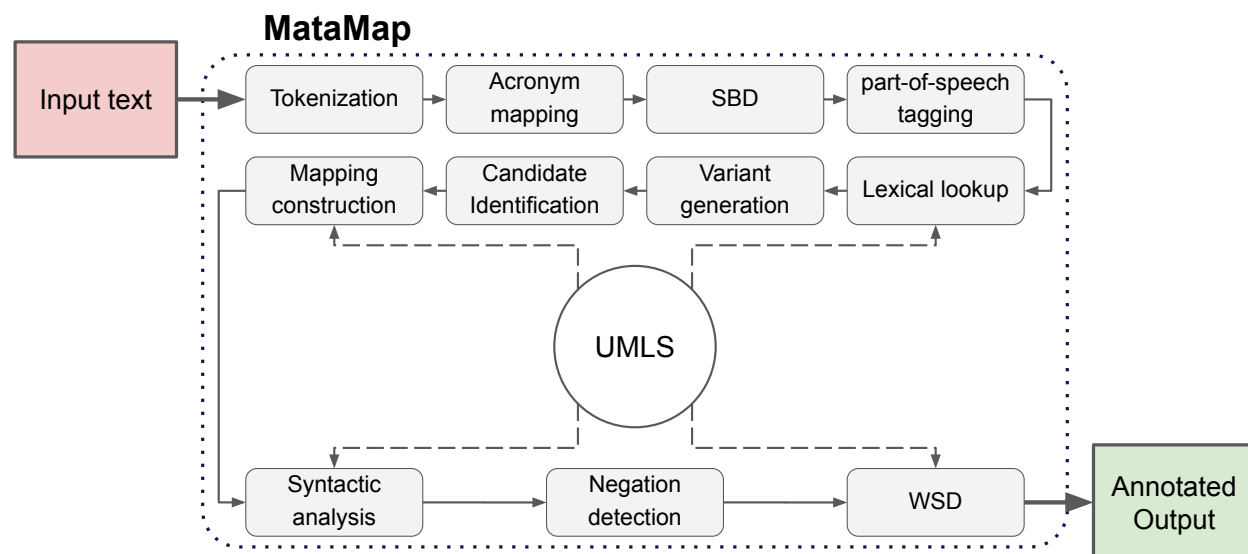 MataMap
Input text
Tokenization
Acronym
mapping
SBD
part-of-speech
tagging
Mapping
construction
Candidate
Identification
Variant
generation
Lexical lookup
UMLS
Syntactic
analysis
Negation
detection
WSD
Annotated
Output